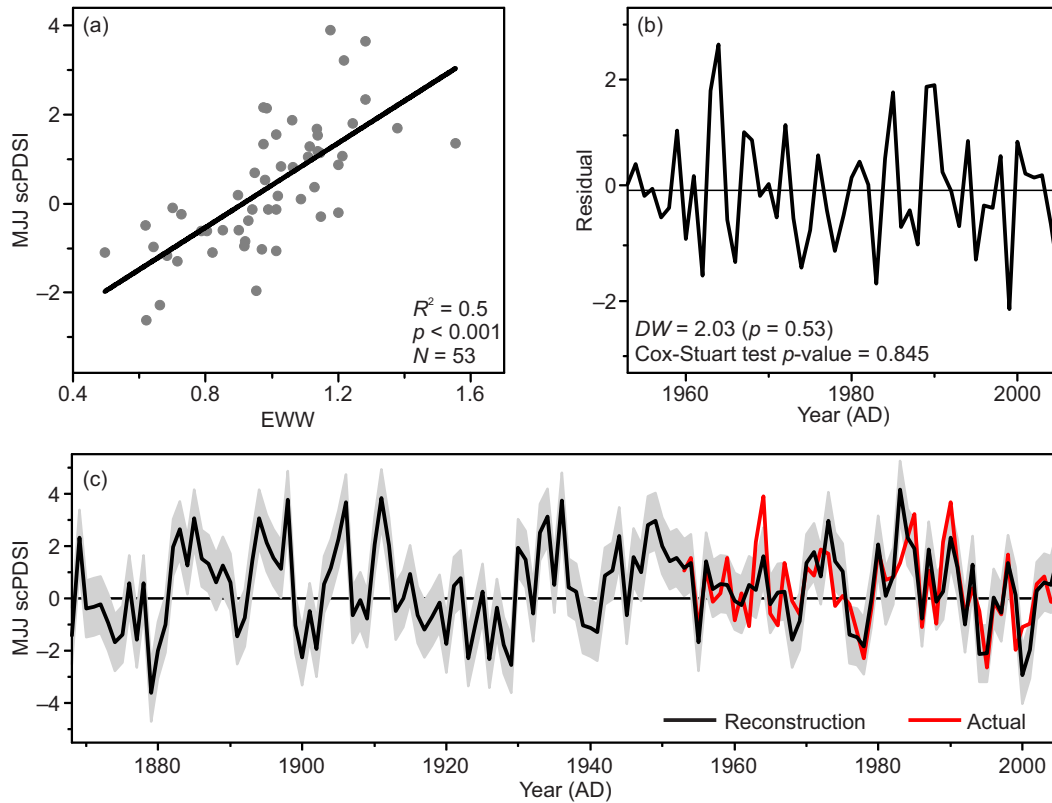 (a)
MJJ scPDSI
4
2
0
−2
R² = 0.5
p < 0.001
N = 53
0.4 0.8 1.2 1.6
EWW
(b)
Residual
2
0
−2
DW = 2.03 (p = 0.53)
Cox-Stuart test p-value = 0.845
1960 1980 2000
Year (AD)
(c)
MJJ scPDSI
4
2
0
−2
−4
Reconstruction Actual
1880 1900 1920 1940 1960 1980 2000
Year (AD)